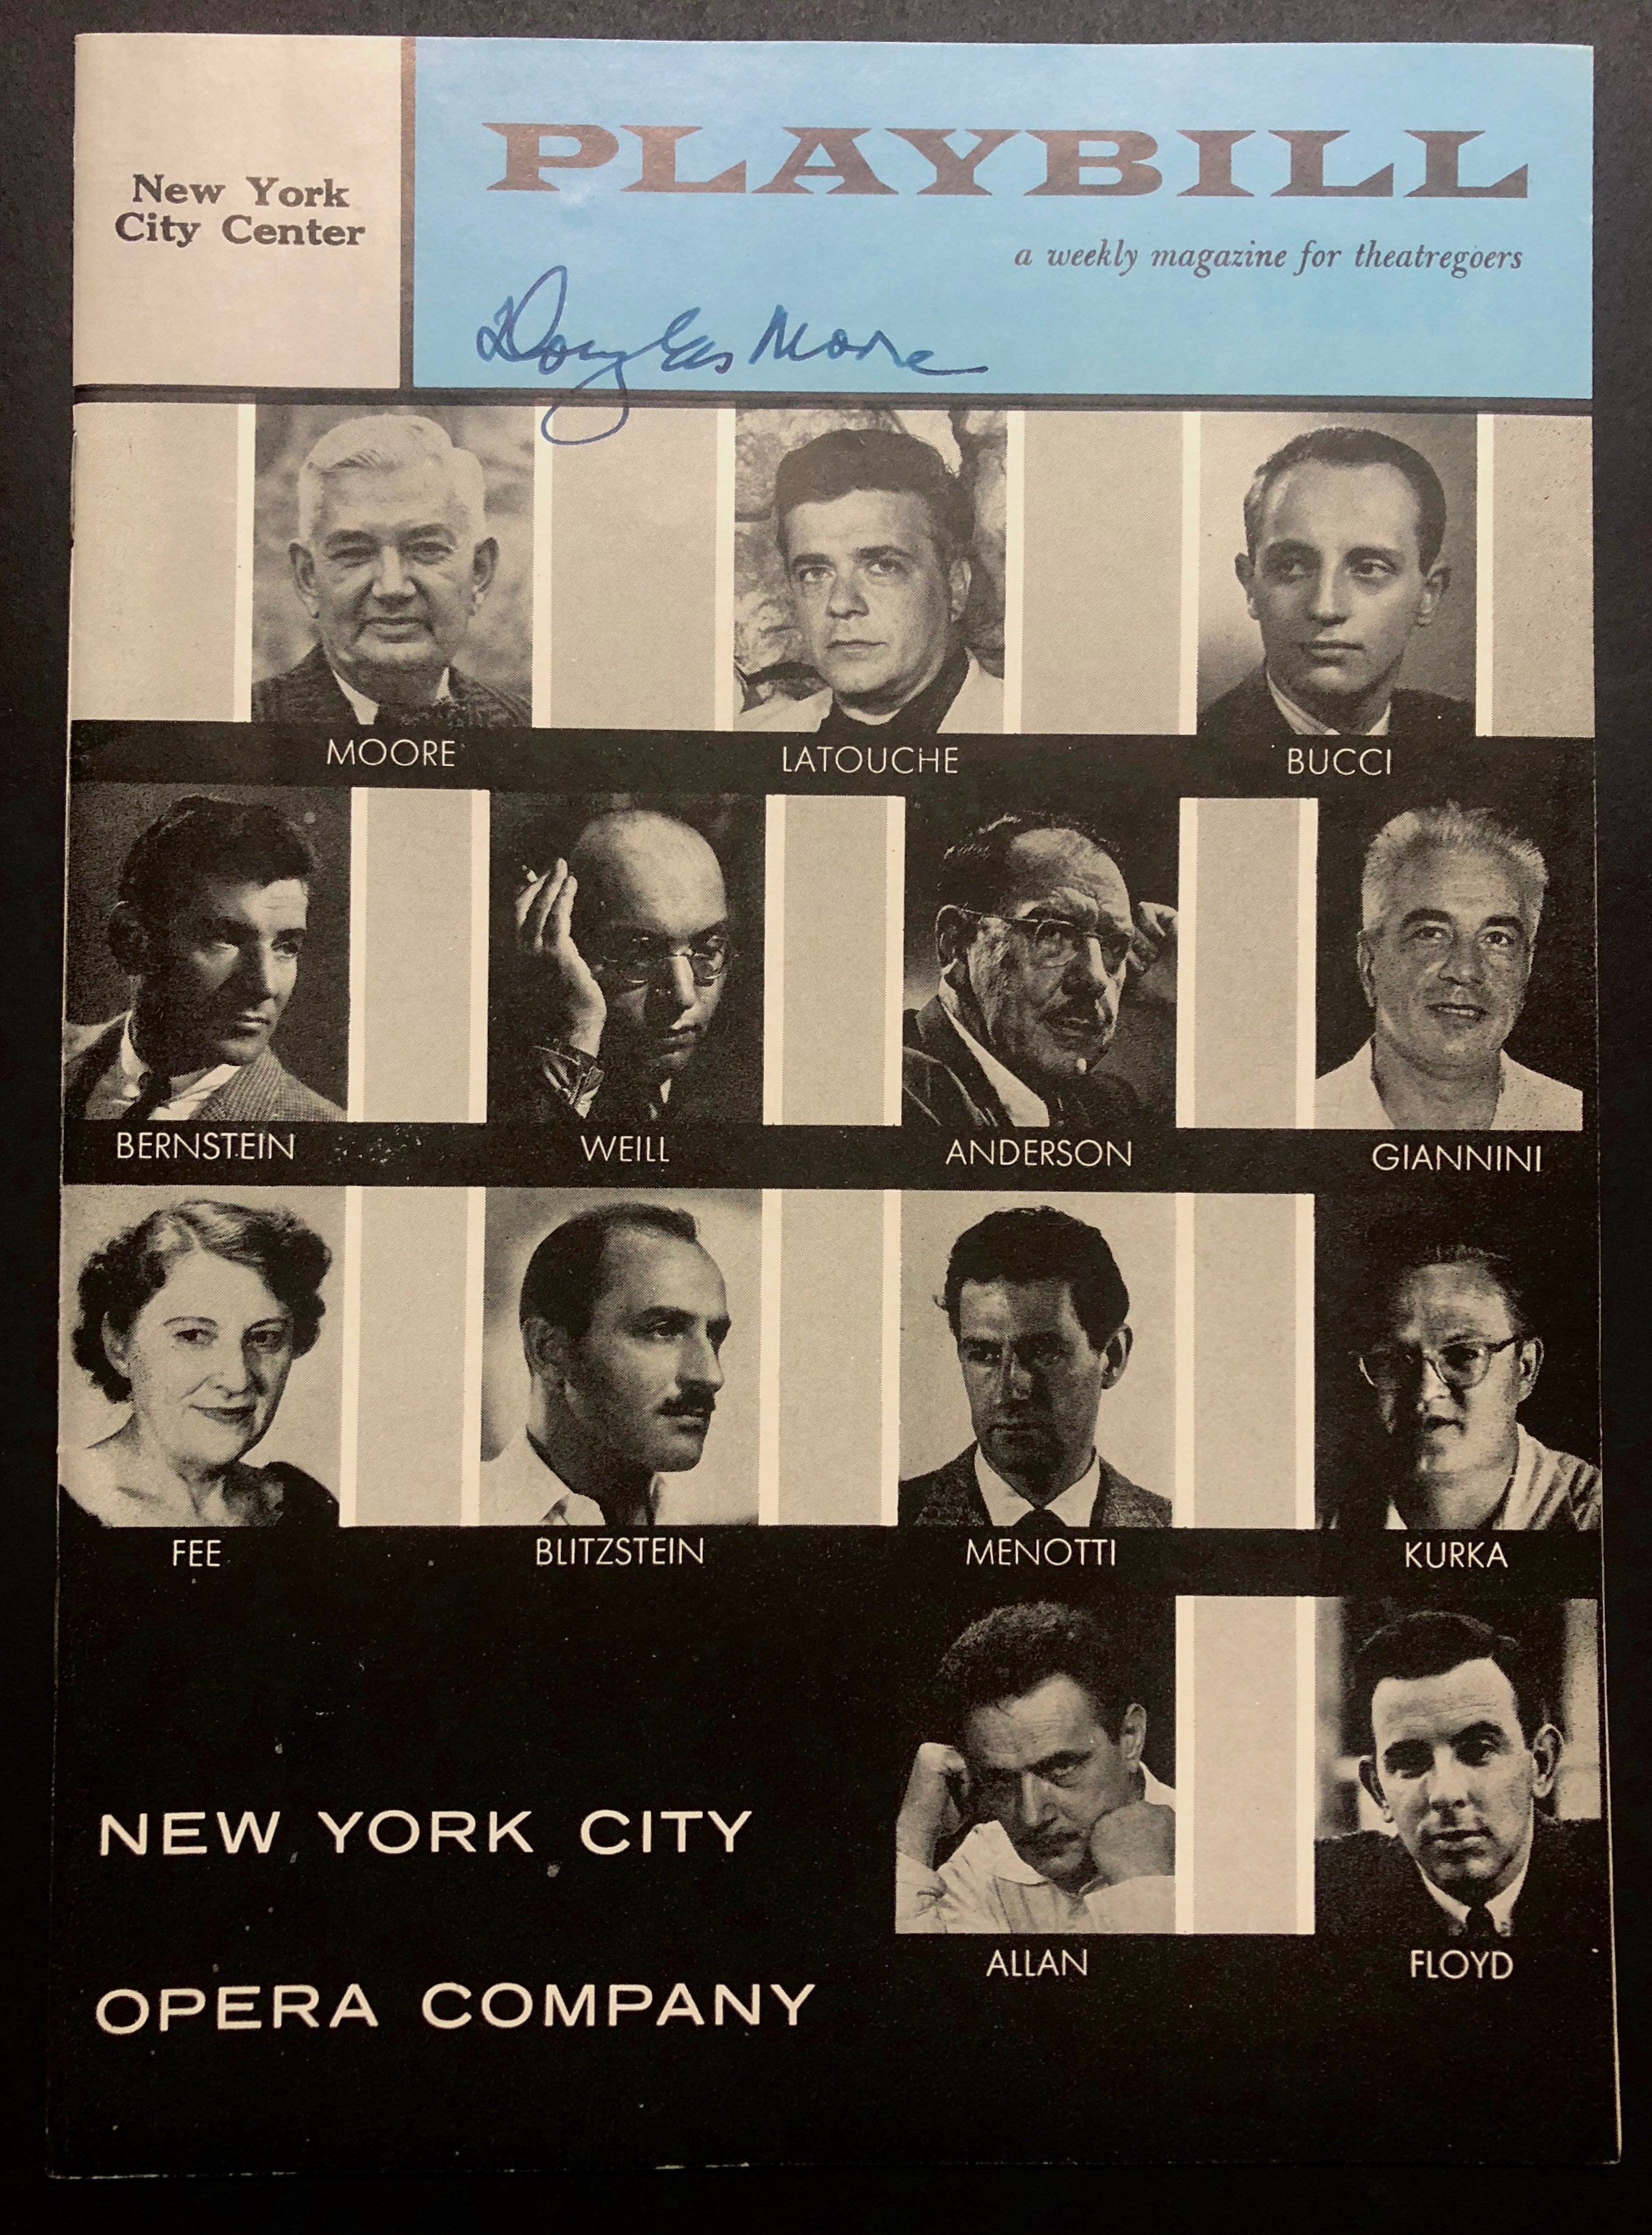 New York
City Center
PLAYBILL
a weekly magazine for theatregoers
Douglas Moore
MOORE
LATOUCHE
BUCCI
BERNSTEIN
WEILL
ANDERSON
GIANNINI
FEE
BLITZSTEIN
MENOTTI
KURKA
ALLAN
FLOYD
NEW YORK CITY
OPERA COMPANY